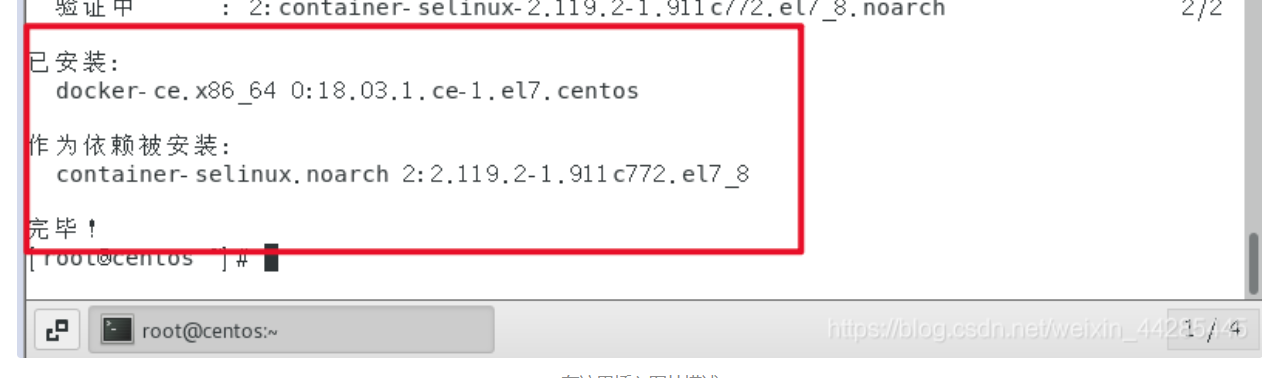 验证中 : 2:container-selinux-2.119.2-1.911c772.el7_8.noarch 2/2
已安装:
docker-ce.x86_64 0:18.03.1.ce-1.el7.centos
作为依赖被安装:
container-selinux.noarch 2:2.119.2-1.911c772.el7_8
完毕！
[root@centos ~]#
root@centos:~
https://blog.csdn.net/weixin_44285445
1 / 4